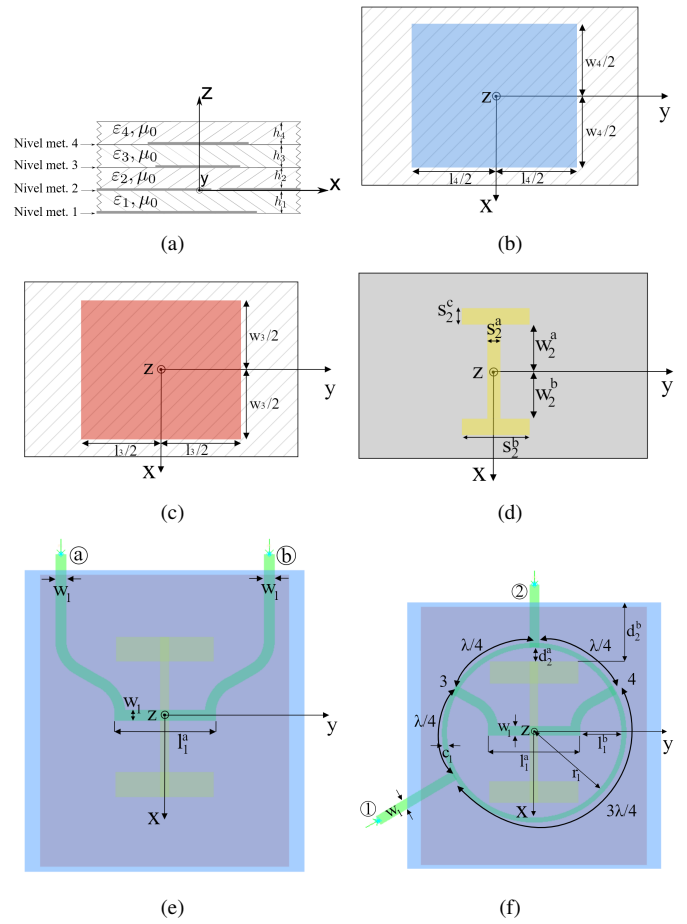 z
ε₄, μ₀ h₄
Nivel met. 4
ε₃, μ₀ h₃
Nivel met. 3
ε₂, μ₀ h₂
Nivel met. 2 y x
ε₁, μ₀ h₁
Nivel met. 1
(a)
w₄/2
z y
w₄/2
l₄/2 l₄/2
x
(b)
w₃/2
z y
w₃/2
l₃/2 l₃/2
x
(c)
s₂ᶜ
s₂ᵃ
w₂ᵃ
z y
w₂ᵇ
s₂ᵇ
x
(d)
ⓐ ⓑ
w₁ w₁
w₁
z y
l₁ᵃ
x
(e)
②
d₂ᵇ
λ/4 λ/4
d₂ᵃ
3 4
λ/4 w₁ z y
c₁ l₁ᵃ l₁ᵇ
r₁
① w₁
x 3λ/4
(f)